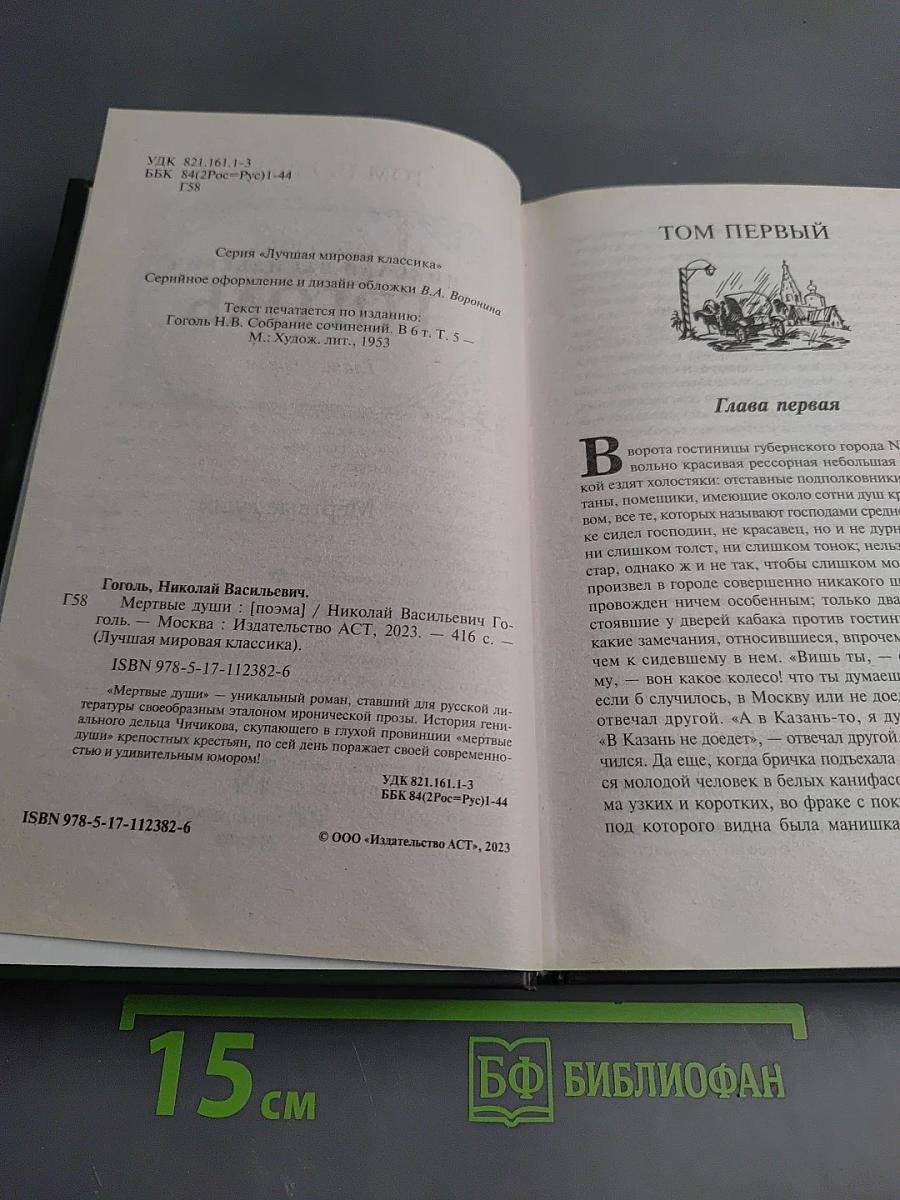 УДК 821.161.1-3
ББК 84(2Рос=Рус)1-44
Г58
Серия «Лучшая мировая классика»
Серийное оформление и дизайн обложки В.А. Воронина
Текст печатается по изданию:
Гоголь Н.В. Собрание сочинений. В 6 т. Т. 5 —
М.: Худож. лит., 1953
Гоголь, Николай Васильевич.
Г58 Мертвые души : [поэма] / Николай Васильевич Го-
голь. — Москва : Издательство АСТ, 2023. — 416 с. —
(Лучшая мировая классика).
ISBN 978-5-17-112382-6
«Мертвые души» — уникальный роман, ставший для русской ли-
тературы своеобразным эталоном иронической прозы. История гени-
ального дельца Чичикова, скупающего в глухой провинции «мертвые
души» крепостных крестьян, по сей день поражает своей современно-
стью и удивительным юмором!
УДК 821.161.1-3
ББК 84(2Рос=Рус)1-44
ISBN 978-5-17-112382-6
© ООО «Издательство АСТ», 2023
ТОМ ПЕРВЫЙ
Глава первая
В ворота гостиницы губернского города N
вольно красивая рессорная небольшая
кой ездят холостяки: отставные подполковники
таны, помещики, имеющие около сотни душ кр
вом, все те, которых называют господами средне
ке сидел господин, не красавец, но и не дурн
ни слишком толст, ни слишком тонок; нельз
стар, однако ж и не так, чтобы слишком мо
произвел в городе совершенно никакого ш
провожден ничем особенным; только два
стоявшие у дверей кабака против гостин
какие замечания, относившиеся, впрочем
чем к сидевшему в нем. «Вишь ты, —
му, — вон какое колесо! что ты думаеш
если б случилось, в Москву или не доед
отвечал другой. «А в Казань-то, я ду
«В Казань не доедет», — отвечал другой.
чился. Да еще, когда бричка подъехала
ся молодой человек в белых канифасс
ма узких и коротких, во фраке с пок
под которого видна была манишка
15 см
БФ БИБЛИОФАН